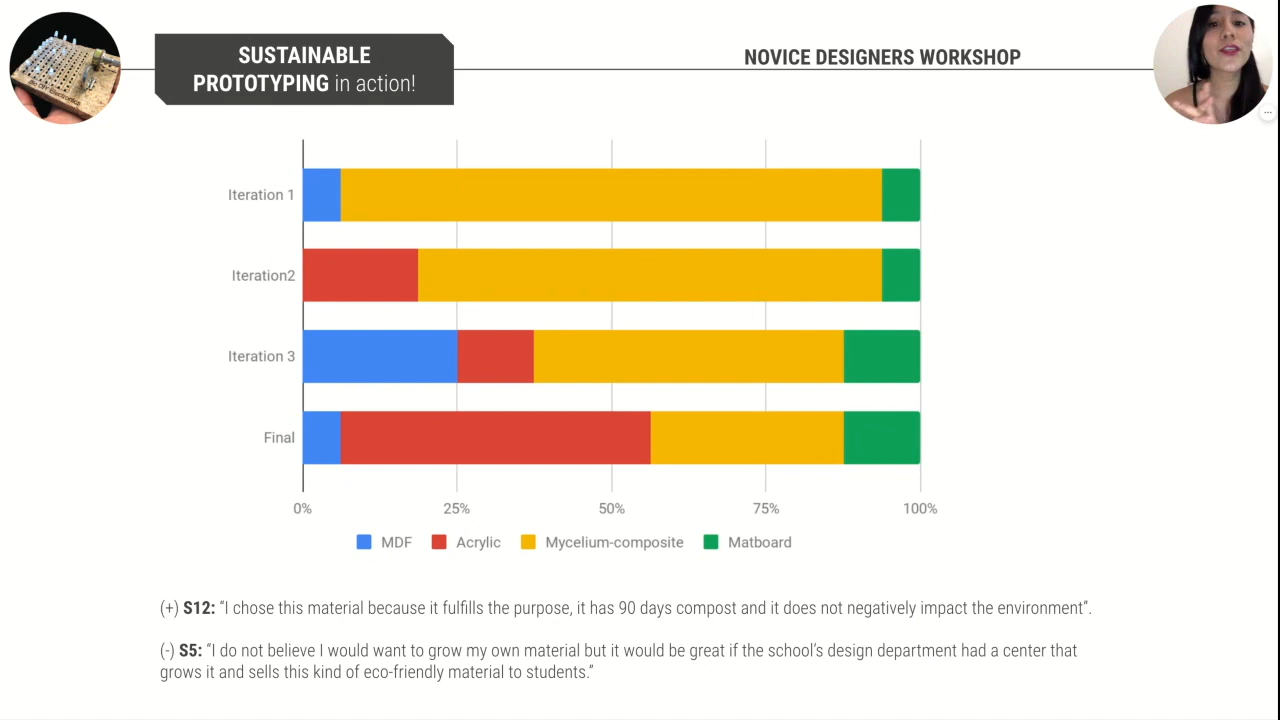 SUSTAINABLE
PROTOTYPING in action!
NOVICE DESIGNERS WORKSHOP
Iteration 1
Iteration2
Iteration 3
Final
0% 25% 50% 75% 100%
MDF Acrylic Mycelium-composite Matboard
(+) S12: “I chose this material because it fulfills the purpose, it has 90 days compost and it does not negatively impact the environment”.
(-) S5: “I do not believe I would want to grow my own material but it would be great if the school’s design department had a center that
grows it and sells this kind of eco-friendly material to students.”